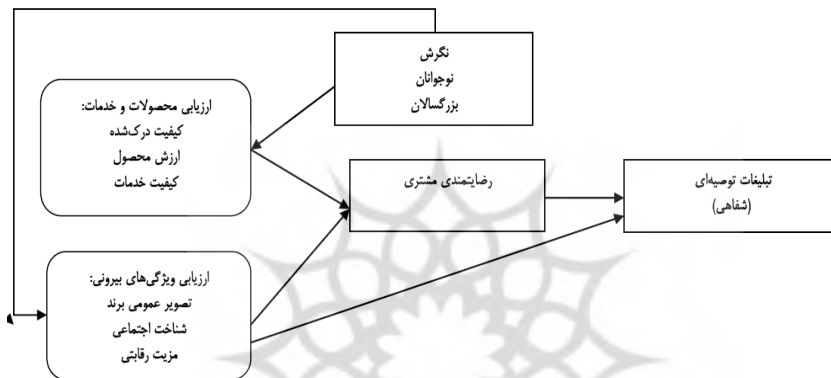 نگرش
نوجوانان
بزرگسالان
ارزیابی محصولات و خدمات:
کیفیت درک‌شده
ارزش محصول
کیفیت خدمات
رضایتمندی مشتری
تبلیغات توصیه‌ای
(شفاهی)
ارزیابی ویژگی‌های بیرونی:
تصویر عمومی برند
شناخت اجتماعی
مزیت رقابتی